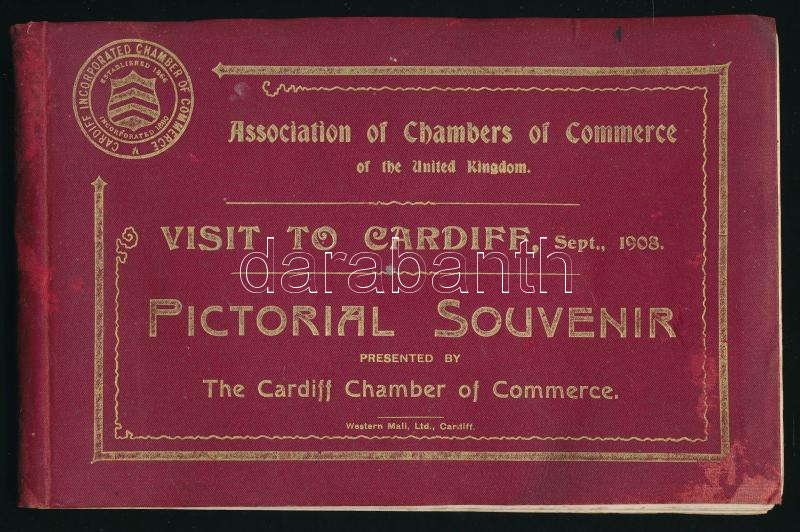 CARDIFF INCORPORATED CHAMBER OF COMMERCE
ESTABLISHED 1866
INCORPORATED 1880
Association of Chambers of Commerce
of the United Kingdom.
VISIT TO CARDIFF, Sept., 1908.
darabanth
PICTORIAL SOUVENIR
PRESENTED BY
The Cardiff Chamber of Commerce.
Western Mail, Ltd., Cardiff.